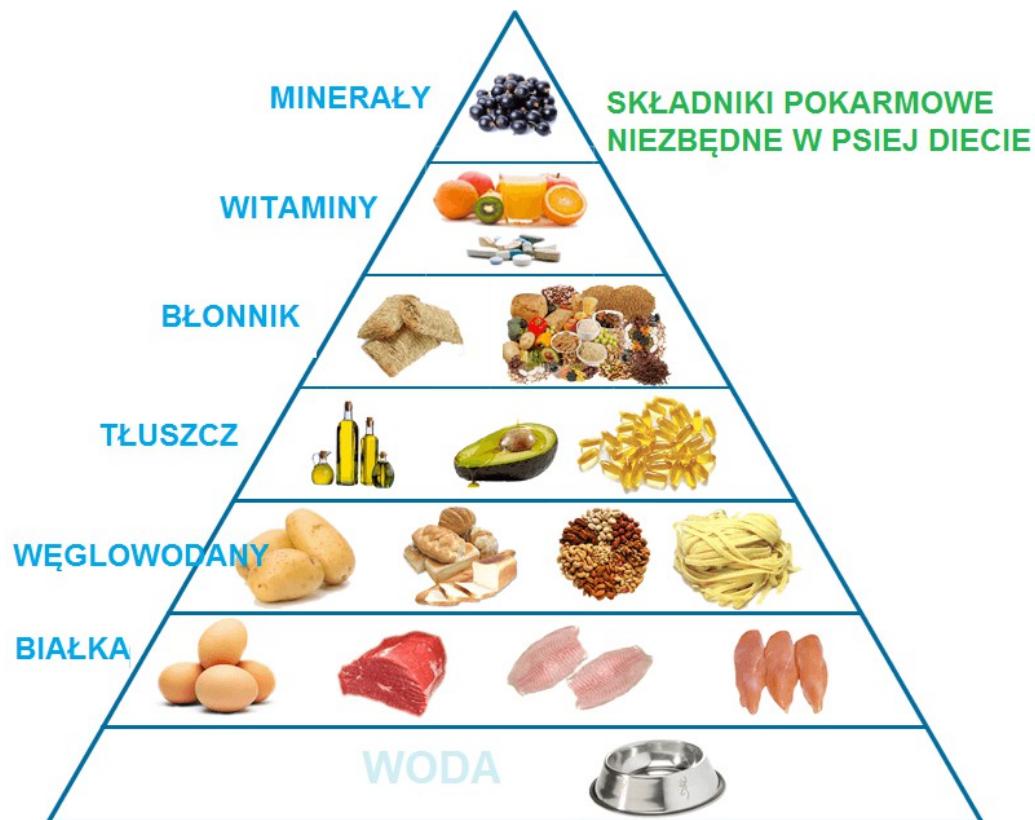 MINERAŁY
SKŁADNIKI POKARMOWE
NIEZBĘDNE W PSIEJ DIECIE
WITAMINY
BŁONNIK
TŁUSZCZ
WĘGLOWODANY
BIAŁKA
WODA